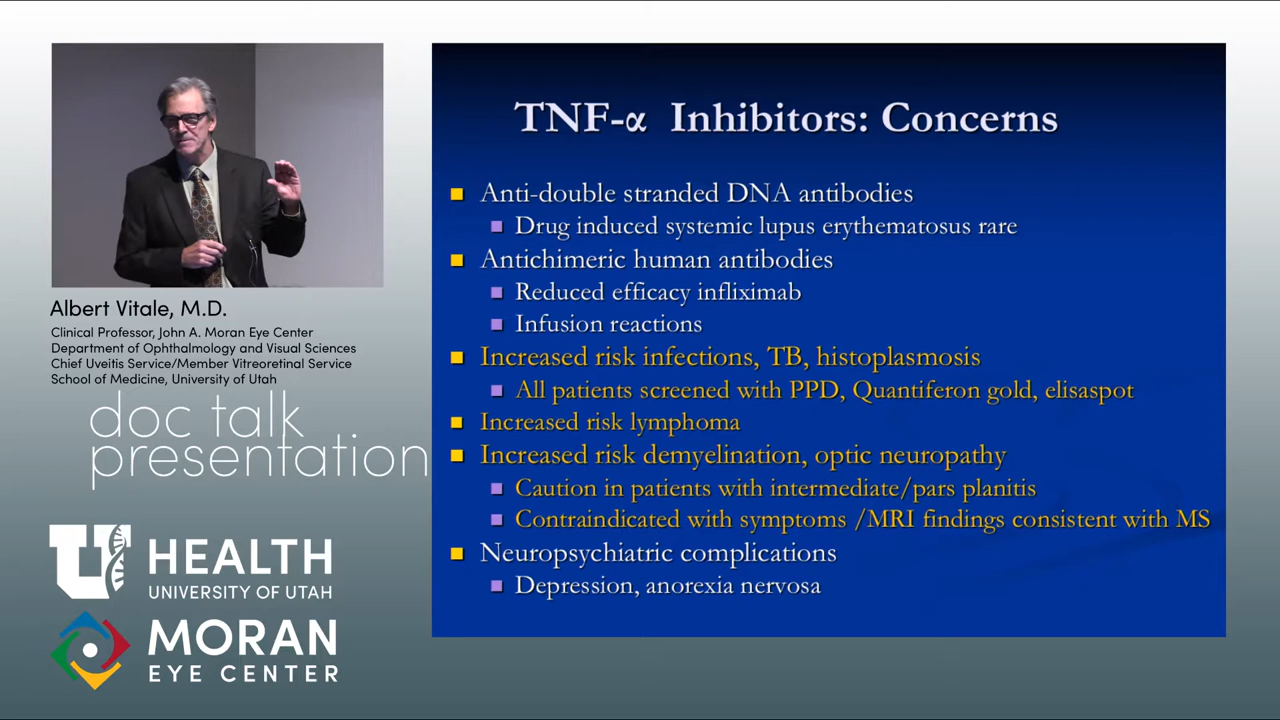 TNF-α Inhibitors: Concerns
Anti-double stranded DNA antibodies
Drug induced systemic lupus erythematosus rare
Antichimeric human antibodies
Reduced efficacy infliximab
Infusion reactions
Increased risk infections, TB, histoplasmosis
All patients screened with PPD, Quantiferon gold, elisaspot
Increased risk lymphoma
Increased risk demyelination, optic neuropathy
Caution in patients with intermediate/pars planitis
Contraindicated with symptoms /MRI findings consistent with MS
Neuropsychiatric complications
Depression, anorexia nervosa
Albert Vitale, M.D.
Clinical Professor, John A. Moran Eye Center
Department of Ophthalmology and Visual Sciences
Chief Uveitis Service/Member Vitreoretinal Service
School of Medicine, University of Utah
doc talk
presentation
U HEALTH
UNIVERSITY OF UTAH
MORAN
EYE CENTER